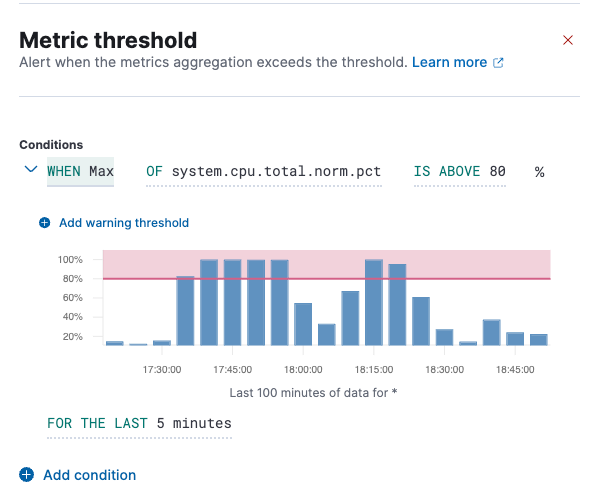 Metric threshold
Alert when the metrics aggregation exceeds the threshold. Learn more
Conditions
WHEN Max OF system.cpu.total.norm.pct IS ABOVE 80 %
Add warning threshold
100%
80%
60%
40%
20%
17:30:00 17:45:00 18:00:00 18:15:00 18:30:00 18:45:00
Last 100 minutes of data for *
FOR THE LAST 5 minutes
Add condition